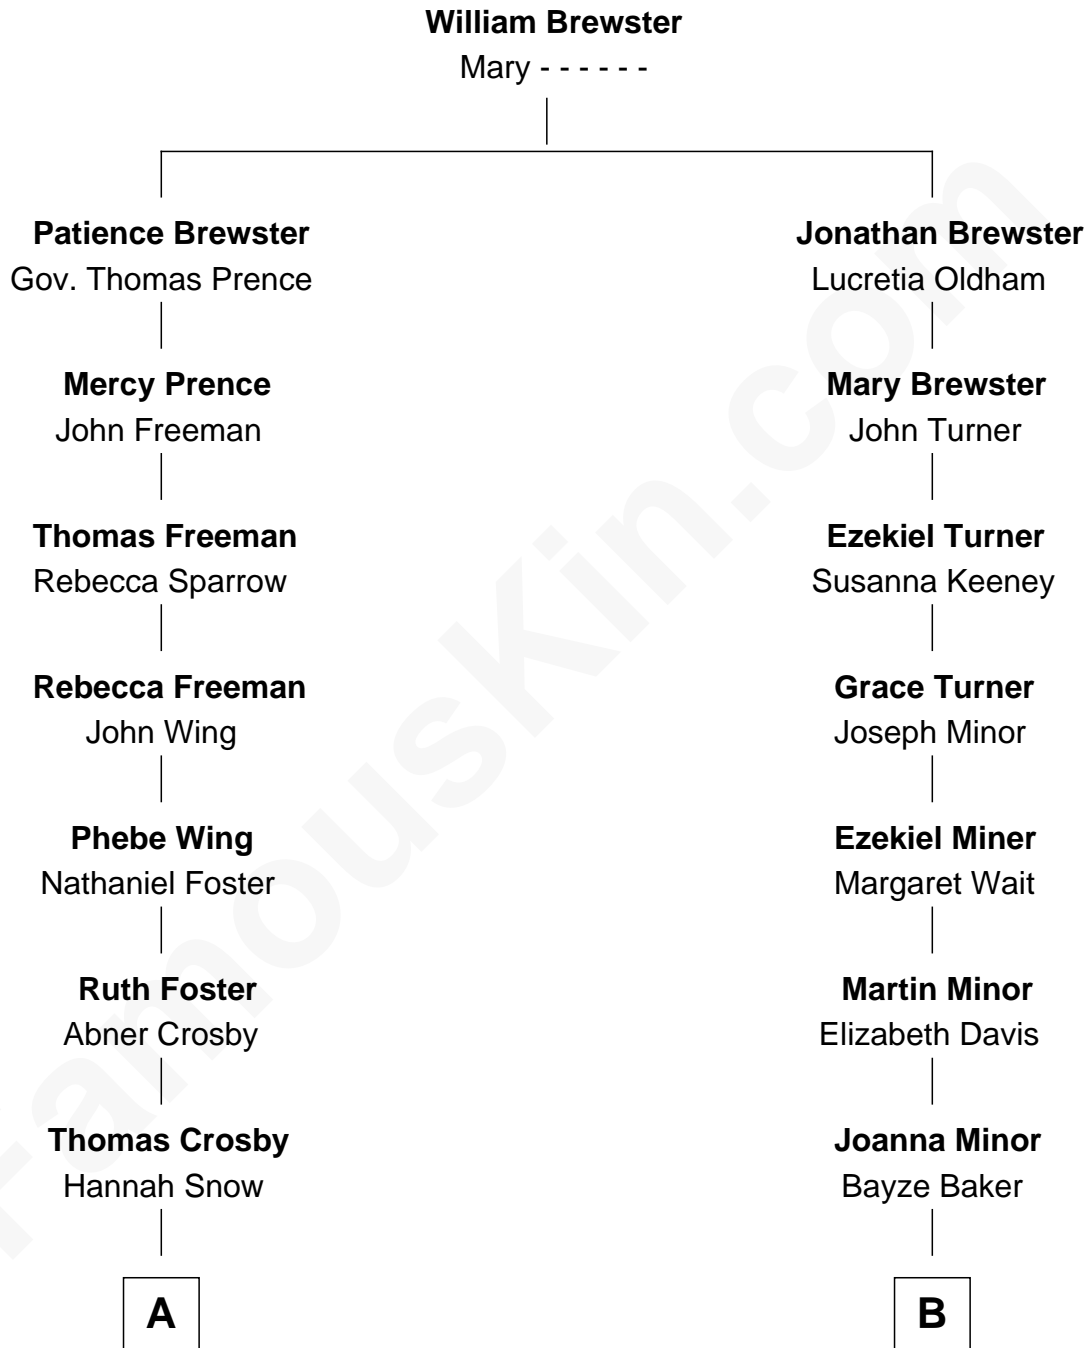 William Brewster
Mary - - - - - -
Patience Brewster
Gov. Thomas Prence
Jonathan Brewster
Lucretia Oldham
Mercy Prence
John Freeman
Mary Brewster
John Turner
Thomas Freeman
Rebecca Sparrow
Ezekiel Turner
Susanna Keeney
Rebecca Freeman
John Wing
Grace Turner
Joseph Minor
Phebe Wing
Nathaniel Foster
Ezekiel Miner
Margaret Wait
Ruth Foster
Abner Crosby
Martin Minor
Elizabeth Davis
Thomas Crosby
Hannah Snow
Joanna Minor
Bayze Baker
A
B
FamousKin.com